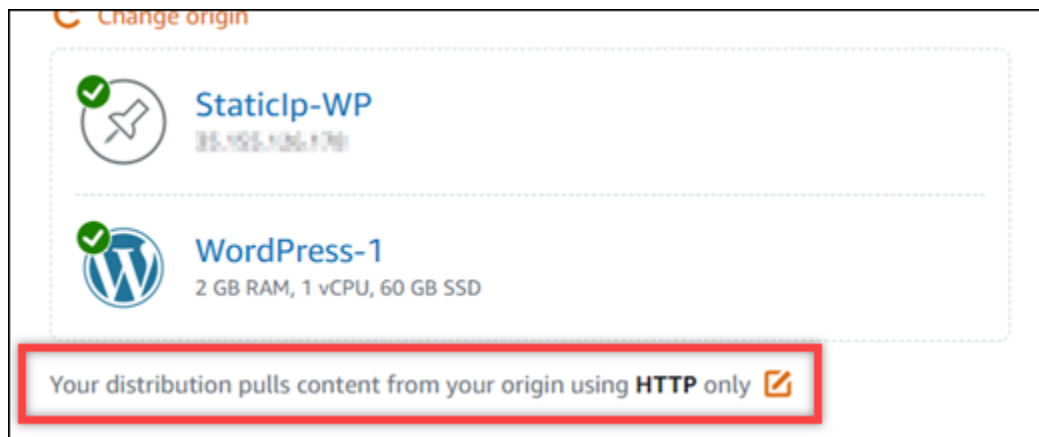 Change origin
StaticIp-WP
WordPress-1
2 GB RAM, 1 vCPU, 60 GB SSD
Your distribution pulls content from your origin using HTTP only